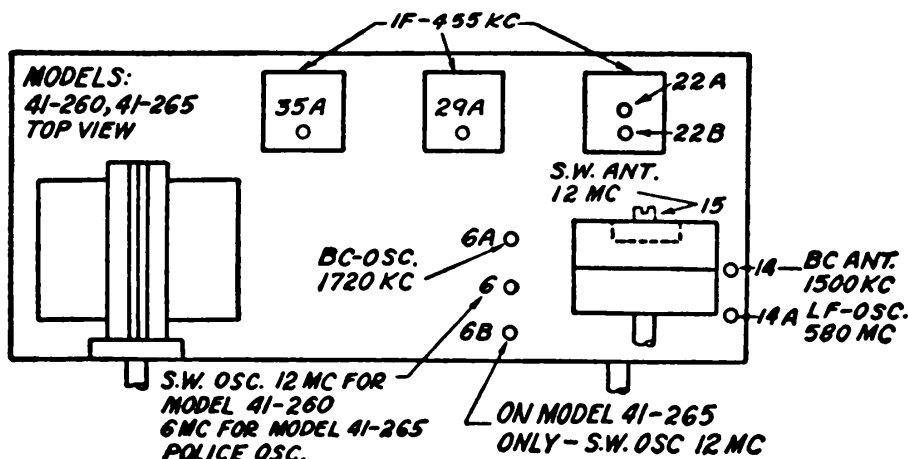 IF-455 KC
MODELS:
41-260, 41-265
TOP VIEW
35A
29A
22A
22B
S.W. ANT.
12 MC
15
6A
BC-OSC.
1720 KC
6
6B
14
BC ANT.
1500 KC
14A
LF-OSC.
580 MC
S.W. OSC. 12 MC FOR
MODEL 41-260
6 MC FOR MODEL 41-265
POLICE OSC.
ON MODEL 41-265
ONLY - S.W. OSC 12 MC